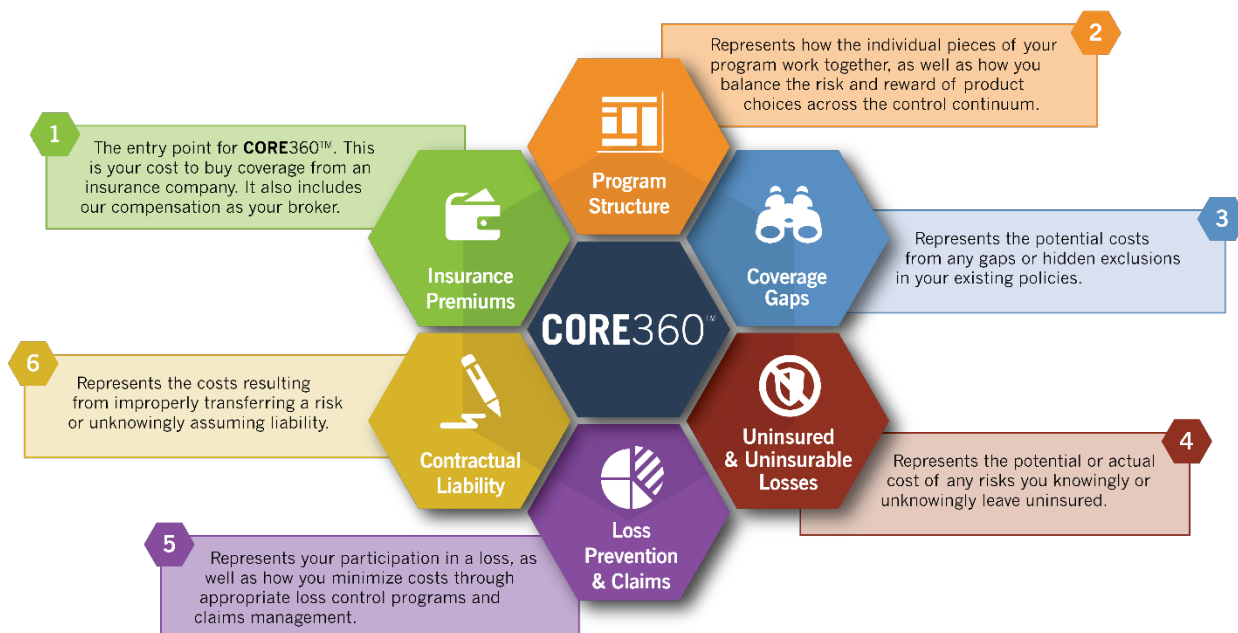 1
The entry point for CORE360™. This
is your cost to buy coverage from an
insurance company. It also includes
our compensation as your broker.
Insurance
Premiums
2
Represents how the individual pieces of your
program work together, as well as how you
balance the risk and reward of product
choices across the control continuum.
Program
Structure
3
Represents the potential costs
from any gaps or hidden exclusions
in your existing policies.
Coverage
Gaps
CORE360™
4
Represents the potential or actual
cost of any risks you knowingly or
unknowingly leave uninsured.
Uninsured
& Uninsurable
Losses
5
Represents your participation in a loss, as
well as how you minimize costs through
appropriate loss control programs and
claims management.
Loss
Prevention
& Claims
6
Represents the costs resulting
from improperly transferring a risk
or unknowingly assuming liability.
Contractual
Liability